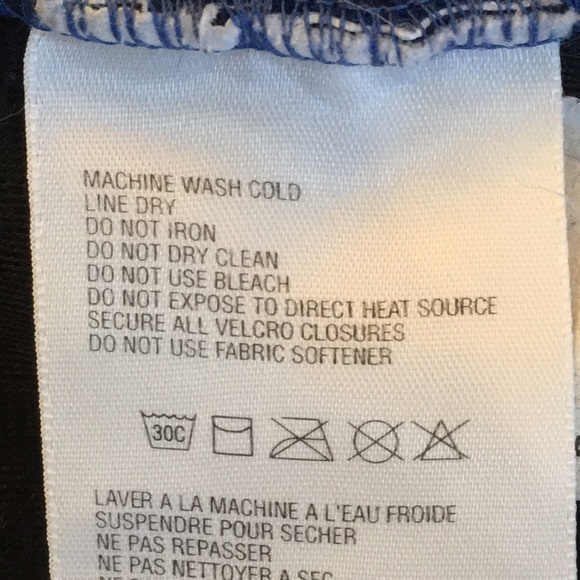 MACHINE WASH COLD
LINE DRY
DO NOT IRON
DO NOT DRY CLEAN
DO NOT USE BLEACH
DO NOT EXPOSE TO DIRECT HEAT SOURCE
SECURE ALL VELCRO CLOSURES
DO NOT USE FABRIC SOFTENER
30C
LAVER A LA MACHINE A L'EAU FROIDE
SUSPENDRE POUR SECHER
NE PAS REPASSER
NE PAS NETTOYER A SEC